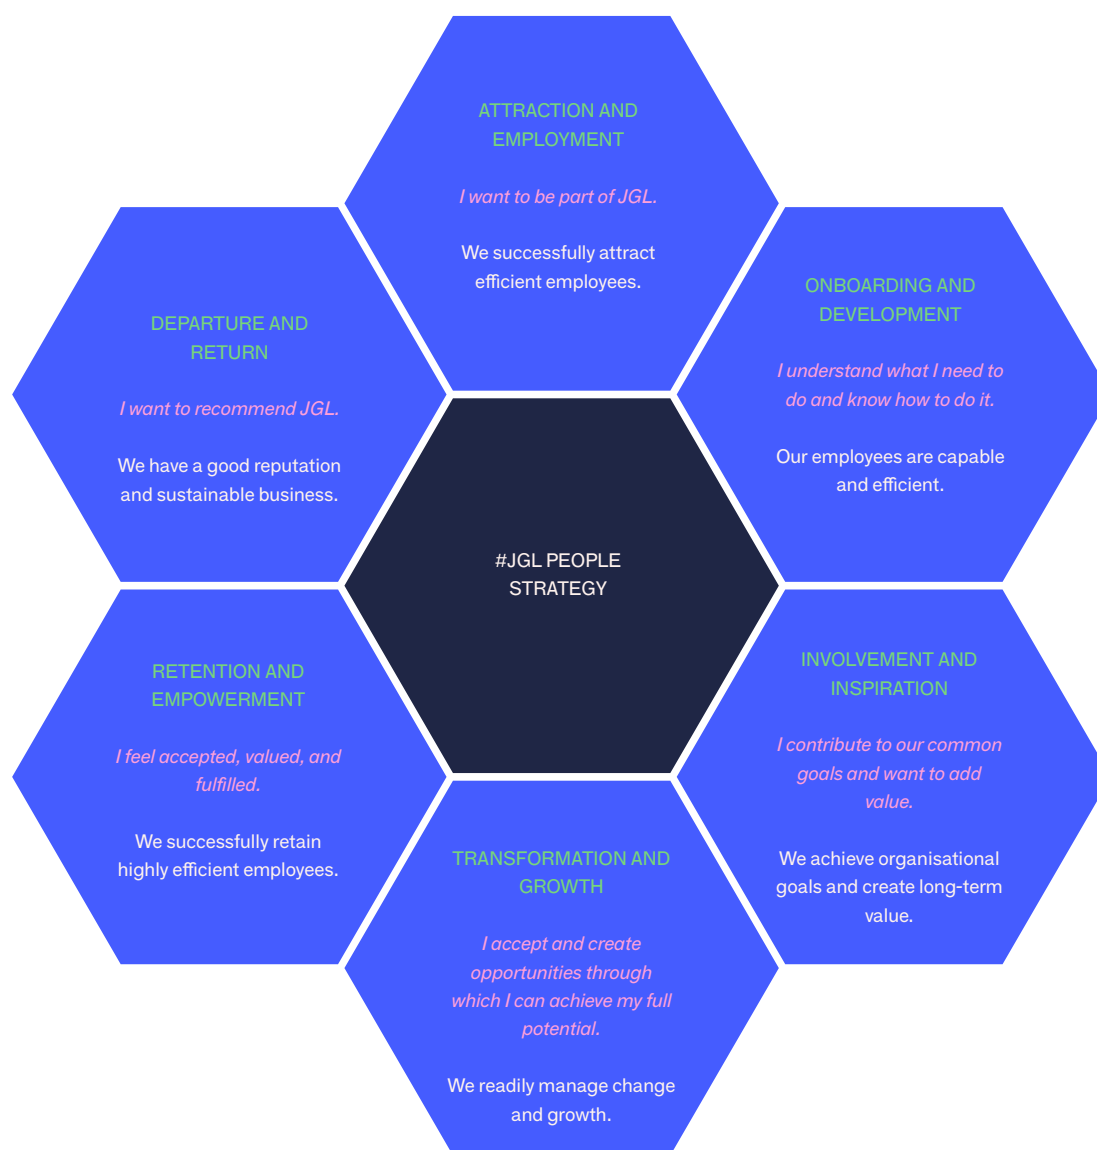 ATTRACTION AND
EMPLOYMENT
I want to be part of JGL.
We successfully attract
efficient employees.
ONBOARDING AND
DEVELOPMENT
I understand what I need to
do and know how to do it.
Our employees are capable
and efficient.
INVOLVEMENT AND
INSPIRATION
I contribute to our common
goals and want to add
value.
We achieve organisational
goals and create long-term
value.
TRANSFORMATION AND
GROWTH
I accept and create
opportunities through
which I can achieve my full
potential.
We readily manage change
and growth.
RETENTION AND
EMPOWERMENT
I feel accepted, valued, and
fulfilled.
We successfully retain
highly efficient employees.
DEPARTURE AND
RETURN
I want to recommend JGL.
We have a good reputation
and sustainable business.
#JGL PEOPLE
STRATEGY